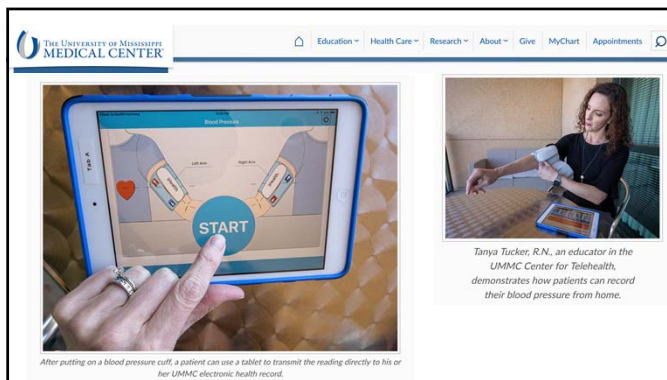 THE UNIVERSITY OF MISSISSIPPI
MEDICAL CENTER
Education
Health Care
Research
About
Give
MyChart
Appointments
Tab A
Blood Pressure
Left Arm
Right Arm
iHealth
iHealth
START
After putting on a blood pressure cuff, a patient can use a tablet to transmit the reading directly to his or
her UMMC electronic health record.
Tanya Tucker, R.N., an educator in the
UMMC Center for Telehealth,
demonstrates how patients can record
their blood pressure from home.